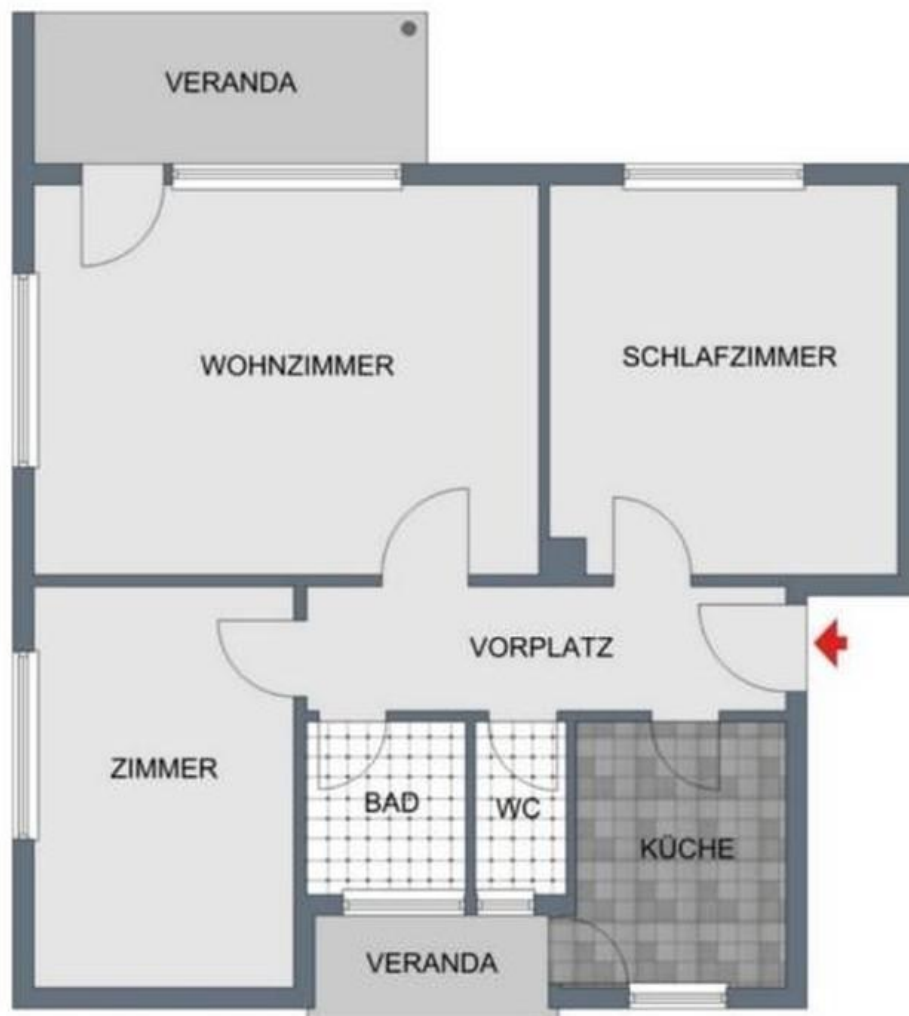 VERANDA
WOHNZIMMER
SCHLAFZIMMER
VORPLATZ
ZIMMER
BAD
WC
KÜCHE
VERANDA